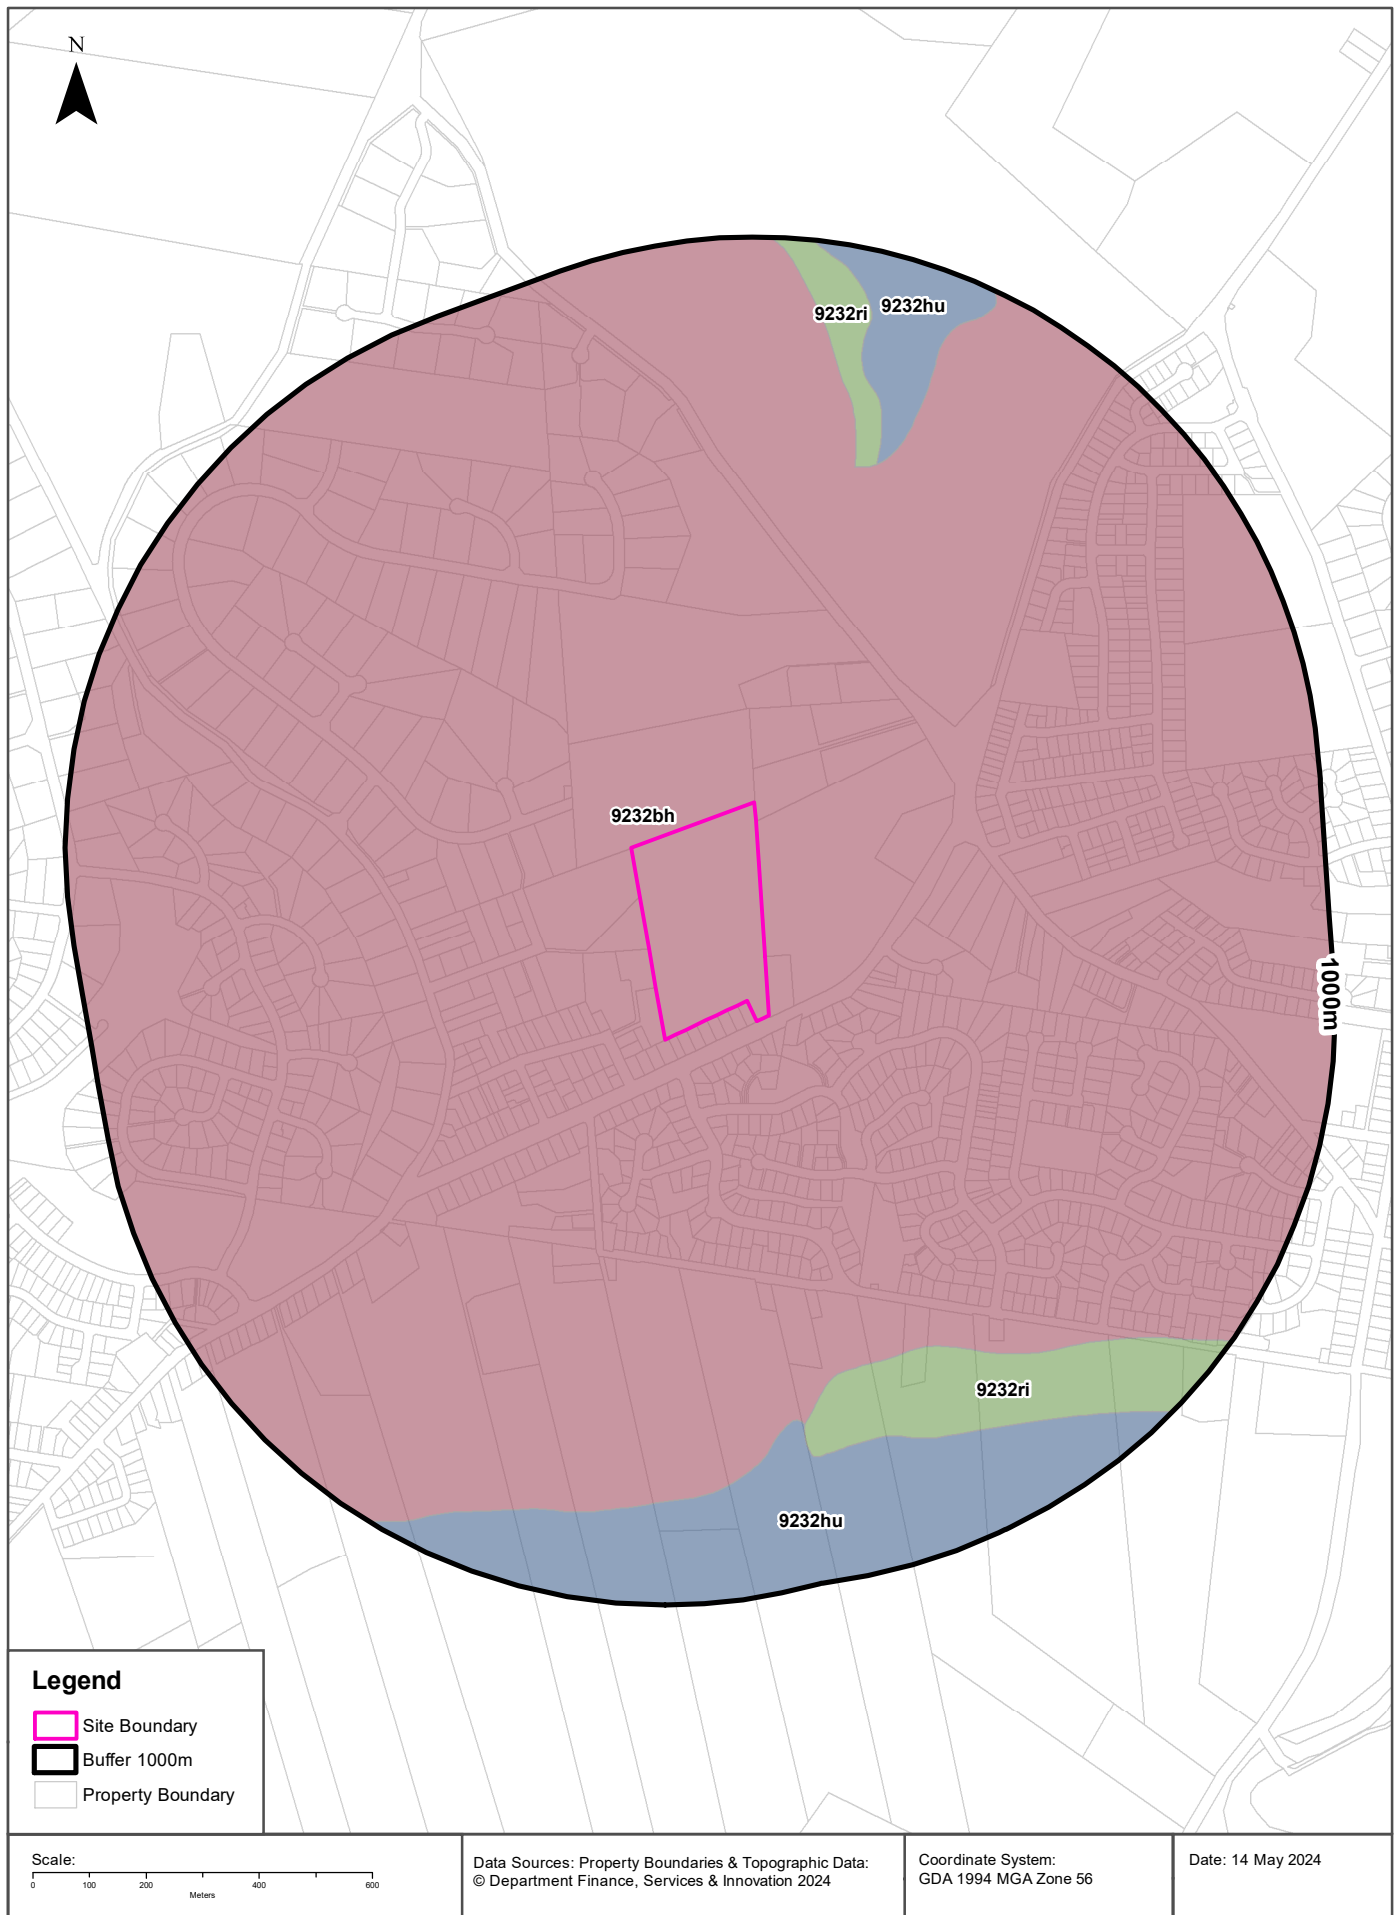 N
9232ri
9232hu
9232bh
1000m
9232ri
9232hu
Legend
Site Boundary
Buffer 1000m
Property Boundary
Scale:
0 100 200 400 600
Meters
Data Sources: Property Boundaries & Topographic Data:
© Department Finance, Services & Innovation 2024
Coordinate System:
GDA 1994 MGA Zone 56
Date: 14 May 2024